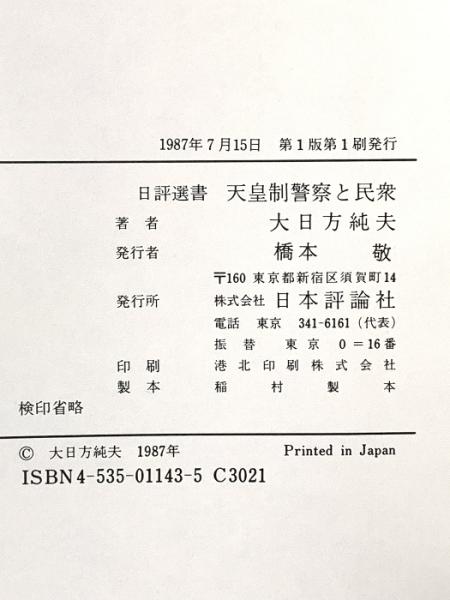 1987年7月15日 第1版第1刷発行
日評選書 天皇制警察と民衆
著者 大日方純夫
発行者 橋本 敬
〒160 東京都新宿区須賀町14
発行所 株式会社 日本評論社
電話 東京 341-6161(代表)
振替 東京 0=16番
印刷 港北印刷株式会社
製本 稲村製本
検印省略
© 大日方純夫 1987年 Printed in Japan
ISBN4-535-01143-5 C3021